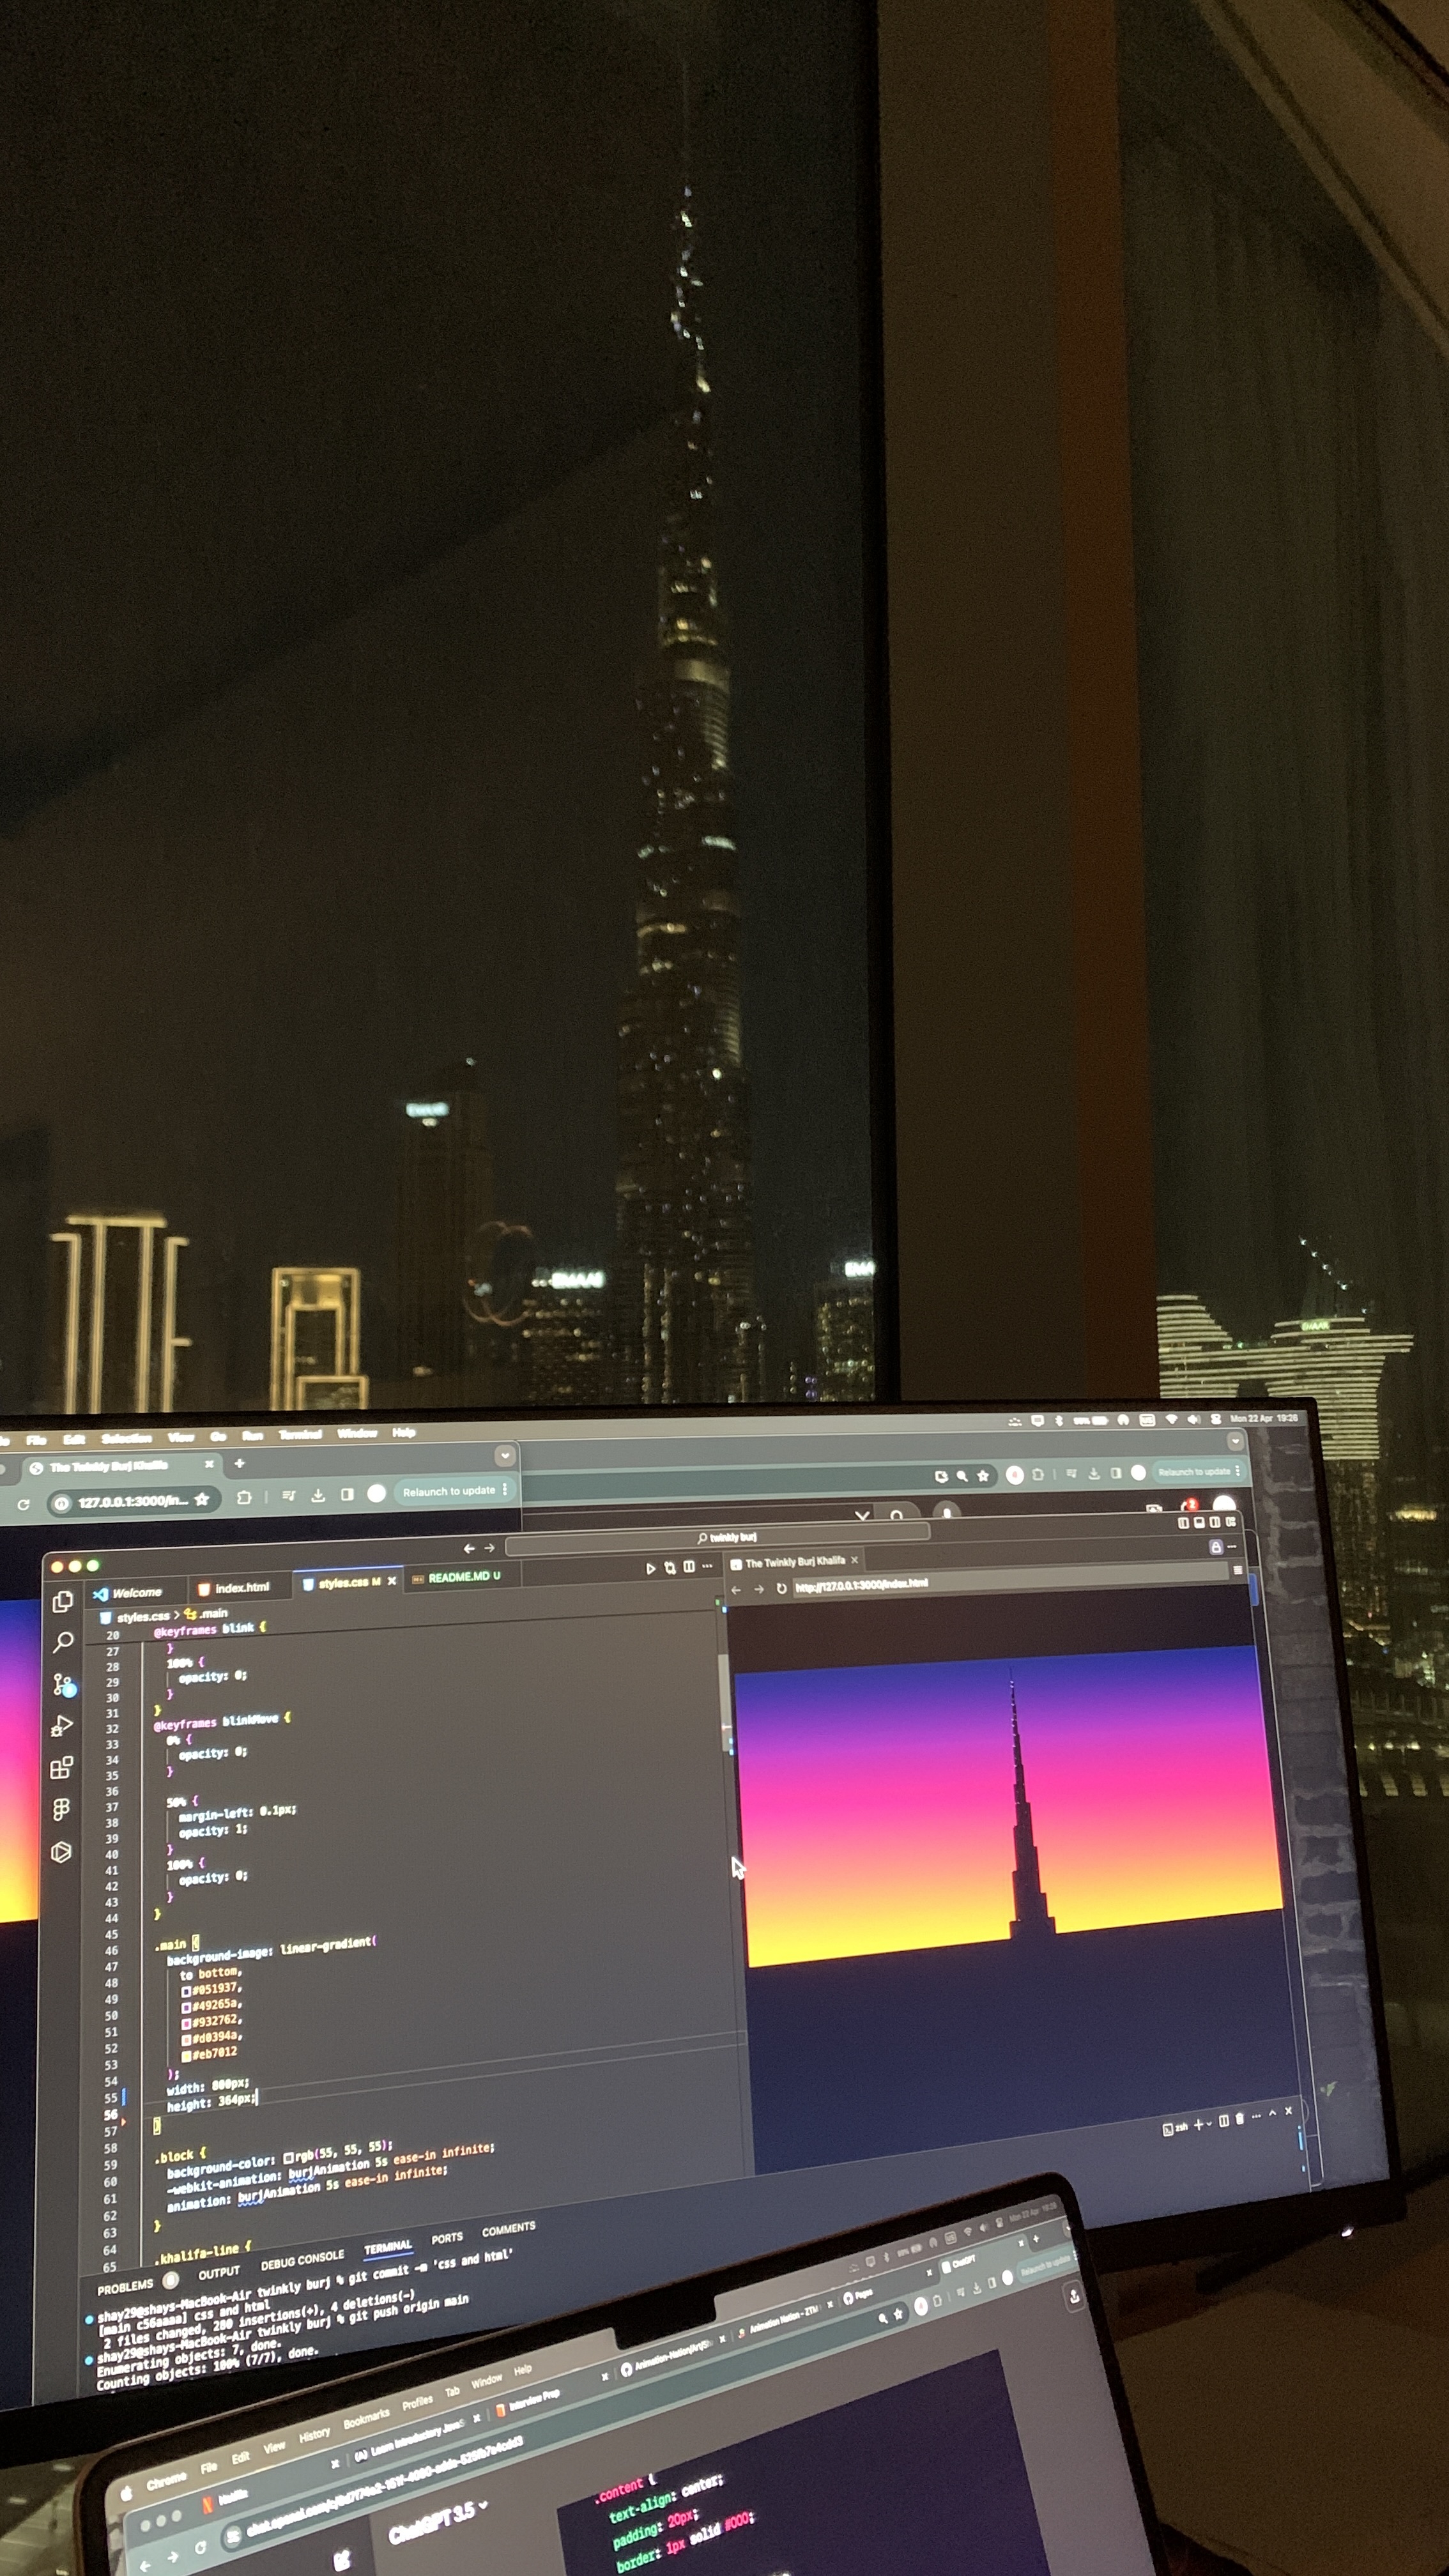 EMAAR
EMAAR
File Edit Selection View Go Run Terminal Window Help
Mon 22 Apr 19:26
The Twinkly Burj Khalifa
127.0.0.1:3000/in...
Relaunch to update
Relaunch to update
twinkly burj
Welcome
index.html
styles.css M
README.MD U
The Twinkly Burj Khalifa
http://127.0.0.1:3000/index.html
styles.css > .main
20 @keyframes blink {
27 }
28 100% {
29 opacity: 0;
30 }
31 }
32 @keyframes blinkMove {
33 0% {
34 opacity: 0;
35 }
36
37 50% {
38 margin-left: 0.1px;
39 opacity: 1;
40 }
41 100% {
42 opacity: 0;
43 }
44 }
45
46 .main {
47 background-image: linear-gradient(
48 to bottom,
49 #051937,
50 #49265a,
51 #932762,
52 #d0394a,
53 #eb7012
54 );
55 width: 800px;
56 height: 364px;
57 }
58
59 .block {
60 background-color: rgb(55, 55, 55);
61 -webkit-animation: burjAnimation 5s ease-in infinite;
62 animation: burjAnimation 5s ease-in infinite;
63 }
64
65 .khalifa-line {
PROBLEMS OUTPUT DEBUG CONSOLE TERMINAL PORTS COMMENTS
zsh
shay29@shays-MacBook-Air twinkly burj % git commit -m 'css and html'
[main c56aaaa] css and html
2 files changed, 280 insertions(+), 4 deletions(-)
shay29@shays-MacBook-Air twinkly burj % git push origin main
Enumerating objects: 7, done.
Counting objects: 100% (7/7), done.
Mon 22 Apr 19:26
Chrome File Edit View History Bookmarks Profiles Tab Window Help
Netflix
(A) Learn Introductory JavaS
Interview Prep
Animation-Nation/Art/S
Animation Nation - ZTM
Pages
ChatGPT
Relaunch to update
ChatGPT 3.5
.content {
text-align: center;
padding: 20px;
border: 1px solid #000;